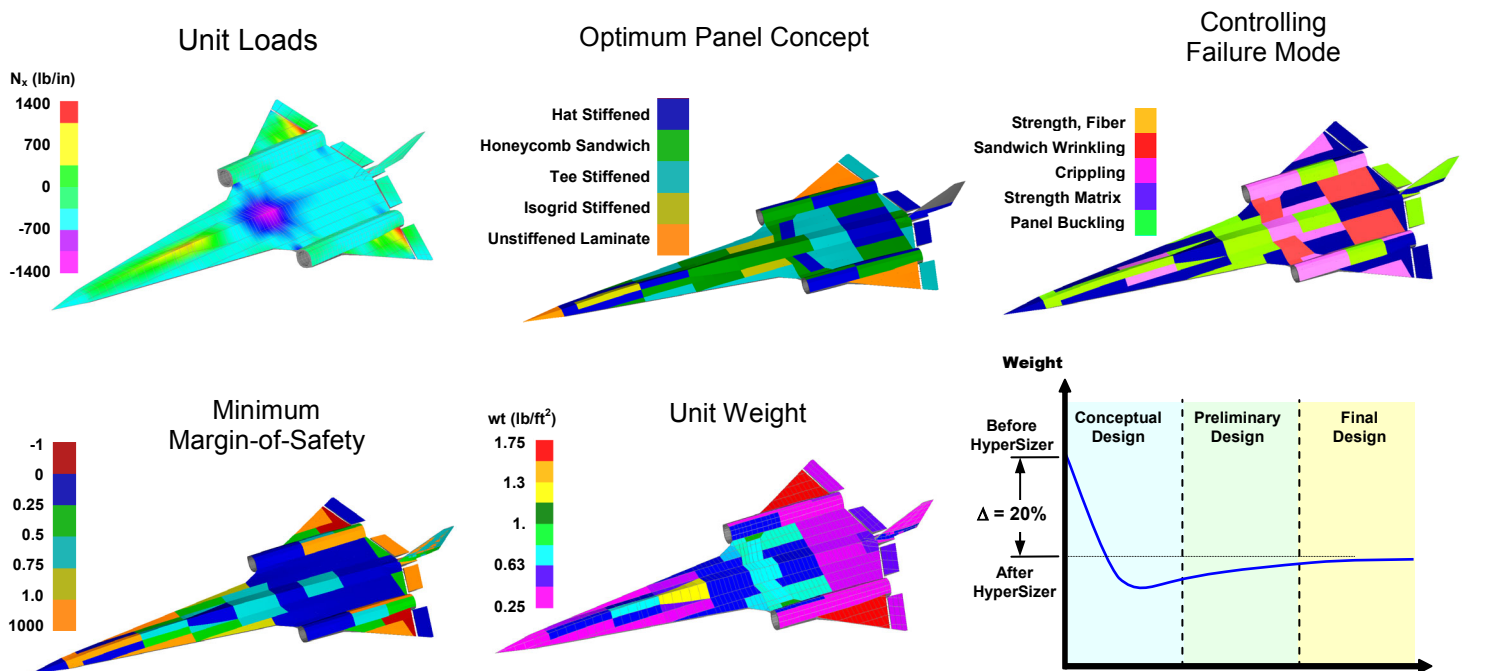 Unit Loads
Nₓ (lb/in)
1400
700
0
-700
-1400
Optimum Panel Concept
Hat Stiffened
Honeycomb Sandwich
Tee Stiffened
Isogrid Stiffened
Unstiffened Laminate
Controlling
Failure Mode
Strength, Fiber
Sandwich Wrinkling
Crippling
Strength Matrix
Panel Buckling
Minimum
Margin-of-Safety
-1
0
0.25
0.5
0.75
1.0
1000
Unit Weight
wt (lb/ft²)
1.75
1.3
1.
0.63
0.25
Weight
Before
HyperSizer
Δ = 20%
After
HyperSizer
Conceptual
Design
Preliminary
Design
Final
Design